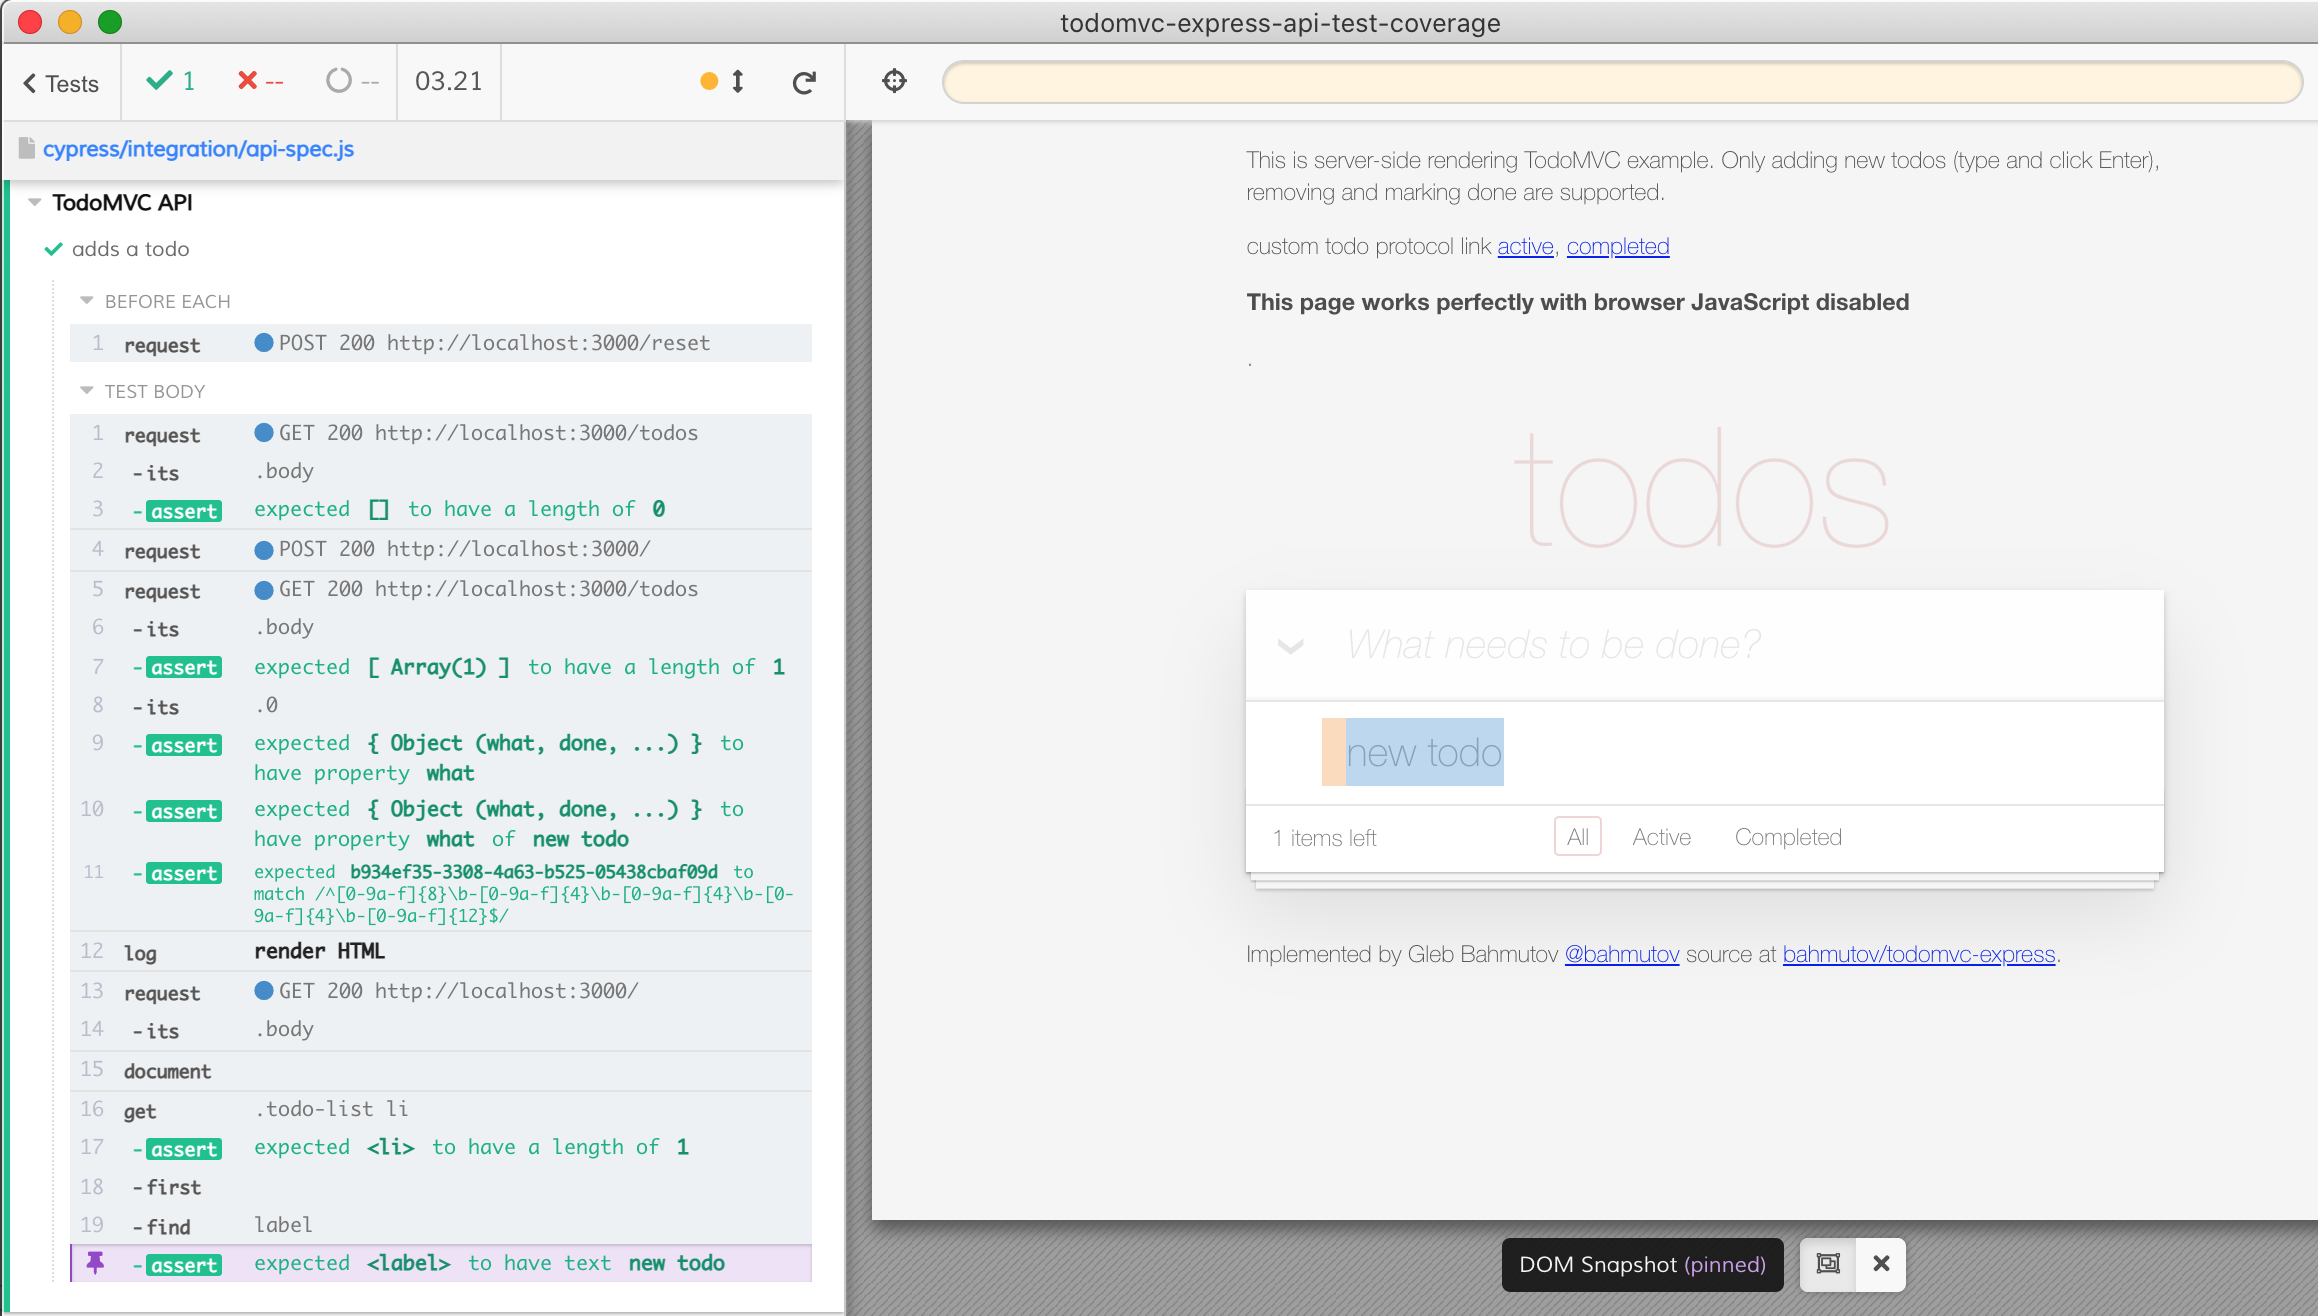 todomvc-express-api-test-coverage
Tests
1
--
--
03.21
cypress/integration/api-spec.js
TodoMVC API
adds a todo
BEFORE EACH
1 request POST 200 http://localhost:3000/reset
TEST BODY
1 request GET 200 http://localhost:3000/todos
2 -its .body
3 -assert expected [] to have a length of 0
4 request POST 200 http://localhost:3000/
5 request GET 200 http://localhost:3000/todos
6 -its .body
7 -assert expected [ Array(1) ] to have a length of 1
8 -its .0
9 -assert expected { Object (what, done, ...) } to
have property what
10 -assert expected { Object (what, done, ...) } to
have property what of new todo
11 -assert expected b934ef35-3308-4a63-b525-05438cbaf09d to
match /^[0-9a-f]{8}\b-[0-9a-f]{4}\b-[0-9a-f]{4}\b-[0-
9a-f]{4}\b-[0-9a-f]{12}$/
12 log render HTML
13 request GET 200 http://localhost:3000/
14 -its .body
15 document
16 get .todo-list li
17 -assert expected <li> to have a length of 1
18 -first
19 -find label
-assert expected <label> to have text new todo
This is server-side rendering TodoMVC example. Only adding new todos (type and click Enter),
removing and marking done are supported.
custom todo protocol link active, completed
This page works perfectly with browser JavaScript disabled
.
todos
What needs to be done?
new todo
1 items left
All
Active
Completed
Implemented by Gleb Bahmutov @bahmutov source at bahmutov/todomvc-express.
DOM Snapshot (pinned)